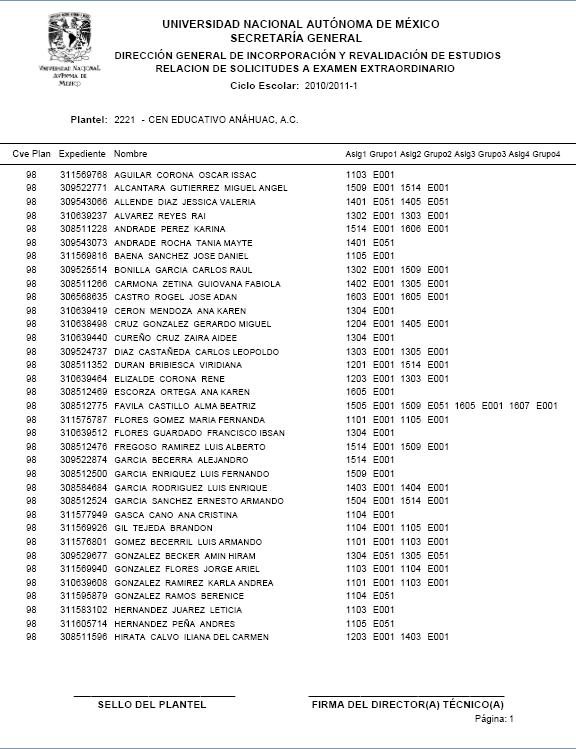 UNIVERSIDAD NACIONAL AUTÓNOMA DE MÉXICO
SECRETARÍA GENERAL
DIRECCIÓN GENERAL DE INCORPORACIÓN Y REVALIDACIÓN DE ESTUDIOS
RELACION DE SOLICITUDES A EXAMEN EXTRAORDINARIO
VNIVERSIDAD NACIONAL
AVTƎNOMA DE
MEXICO
Ciclo Escolar: 2010/2011-1
Plantel: 2221 - CEN EDUCATIVO ANÁHUAC, A.C.
Cve Plan Expediente Nombre Asig1 Grupo1 Asig2 Grupo2 Asig3 Grupo3 Asig4 Grupo4
98 311569768 AGUILAR CORONA OSCAR ISSAC 1103 E001
98 309522771 ALCANTARA GUTIERREZ MIGUEL ANGEL 1509 E001 1514 E001
98 309543066 ALLENDE DIAZ JESSICA VALERIA 1401 E051 1405 E051
98 310639237 ALVAREZ REYES RAI 1302 E001 1303 E001
98 308511228 ANDRADE PEREZ KARINA 1514 E001 1606 E001
98 309543073 ANDRADE ROCHA TANIA MAYTE 1401 E051
98 311569816 BAENA SANCHEZ JOSE DANIEL 1105 E001
98 309525514 BONILLA GARCIA CARLOS RAUL 1302 E001 1509 E001
98 308511266 CARMONA ZETINA GUIOVANA FABIOLA 1402 E001 1305 E001
98 306568635 CASTRO ROGEL JOSE ADAN 1603 E001 1605 E001
98 310639419 CERON MENDOZA ANA KAREN 1304 E001
98 310638498 CRUZ GONZALEZ GERARDO MIGUEL 1204 E001 1405 E001
98 310639440 CUREÑO CRUZ ZAIRA AIDEE 1304 E001
98 309524737 DIAZ CASTAÑEDA CARLOS LEOPOLDO 1303 E001 1305 E001
98 308511352 DURAN BRIBIESCA VIRIDIANA 1201 E001 1514 E001
98 310639464 ELIZALDE CORONA RENE 1203 E001 1303 E001
98 308512469 ESCORZA ORTEGA ANA KAREN 1605 E001
98 308512775 FAVILA CASTILLO ALMA BEATRIZ 1505 E001 1509 E051 1605 E001 1607 E001
98 311575787 FLORES GOMEZ MARIA FERNANDA 1101 E001 1105 E001
98 310639512 FLORES GUARDADO FRANCISCO IBSAN 1304 E001
98 308512476 FREGOSO RAMIREZ LUIS ALBERTO 1514 E001 1509 E001
98 309522874 GARCIA BECERRA ALEJANDRO 1514 E001
98 308512500 GARCIA ENRIQUEZ LUIS FERNANDO 1509 E001
98 308584684 GARCIA RODRIGUEZ LUIS ENRIQUE 1403 E001 1404 E001
98 308512524 GARCIA SANCHEZ ERNESTO ARMANDO 1504 E001 1514 E001
98 311577949 GASCA CANO ANA CRISTINA 1104 E001
98 311569926 GIL TEJEDA BRANDON 1104 E001 1105 E001
98 311576801 GOMEZ BECERRIL LUIS ARMANDO 1101 E001 1103 E001
98 309529677 GONZALEZ BECKER AMIN HIRAM 1304 E051 1305 E051
98 311569940 GONZALEZ FLORES JORGE ARIEL 1103 E001 1104 E001
98 310639608 GONZALEZ RAMIREZ KARLA ANDREA 1101 E001 1103 E001
98 311595879 GONZALEZ RAMOS BERENICE 1104 E051
98 311583102 HERNANDEZ JUAREZ LETICIA 1103 E001
98 311605714 HERNANDEZ PEÑA ANDRES 1105 E051
98 308511596 HIRATA CALVO ILIANA DEL CARMEN 1203 E001 1403 E001
SELLO DEL PLANTEL FIRMA DEL DIRECTOR(A) TÉCNICO(A)
Página: 1